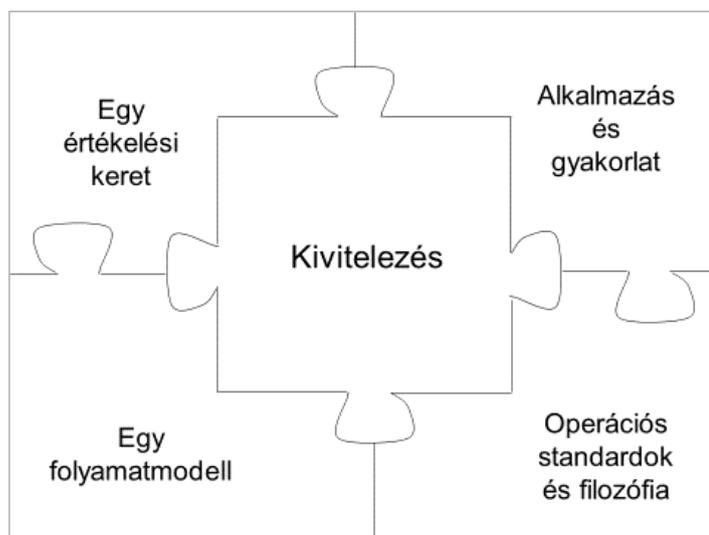 Egy
értékelési
keret
Alkalmazás
és
gyakorlat
Kivitelezés
Egy
folyamatmodell
Operációs
standardok
és filozófia